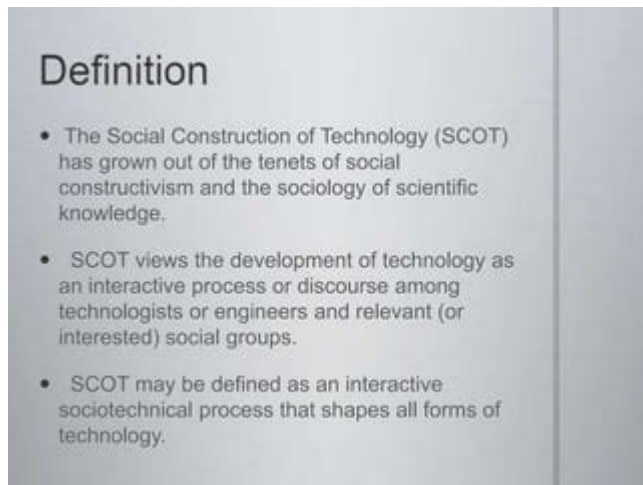 Definition
• The Social Construction of Technology (SCOT)
has grown out of the tenets of social
constructivism and the sociology of scientific
knowledge.
• SCOT views the development of technology as
an interactive process or discourse among
technologists or engineers and relevant (or
interested) social groups.
• SCOT may be defined as an interactive
sociotechnical process that shapes all forms of
technology.